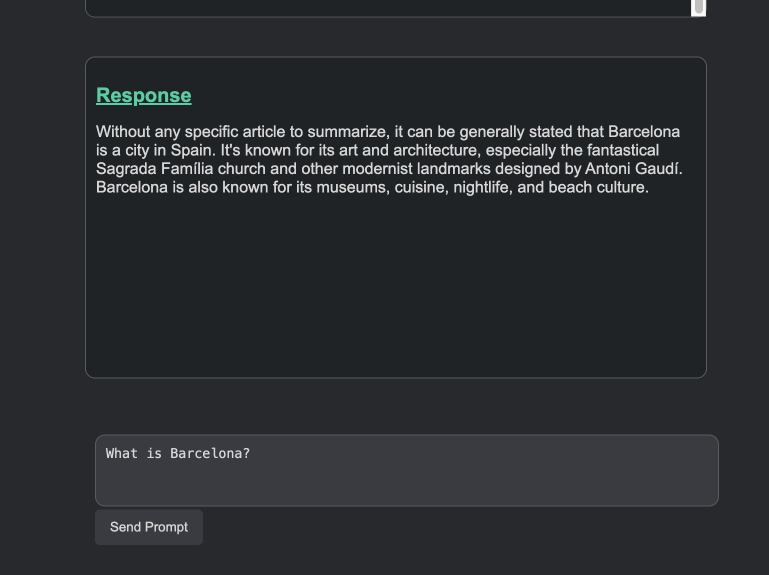 Response
Without any specific article to summarize, it can be generally stated that Barcelona
is a city in Spain. It's known for its art and architecture, especially the fantastical
Sagrada Família church and other modernist landmarks designed by Antoni Gaudí.
Barcelona is also known for its museums, cuisine, nightlife, and beach culture.
What is Barcelona?
Send Prompt